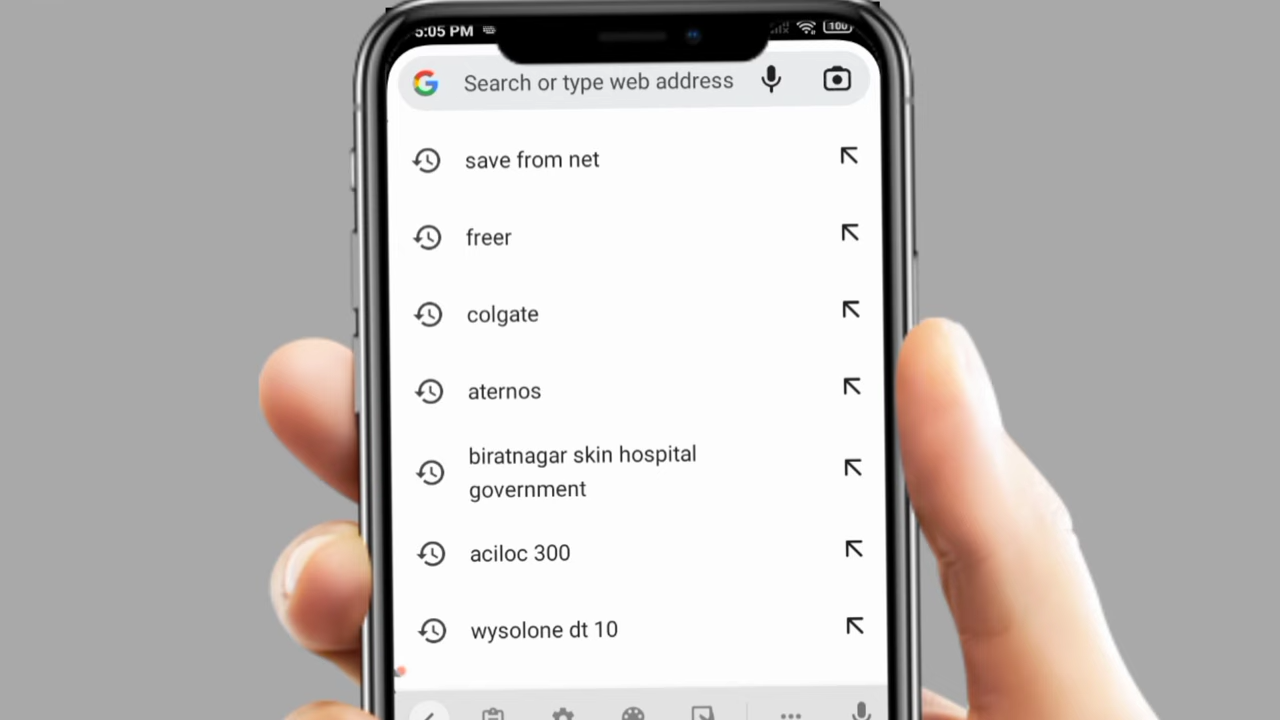 5:05 PM
100
Search or type web address
save from net
freer
colgate
aternos
biratnagar skin hospital
government
aciloc 300
wysolone dt 10